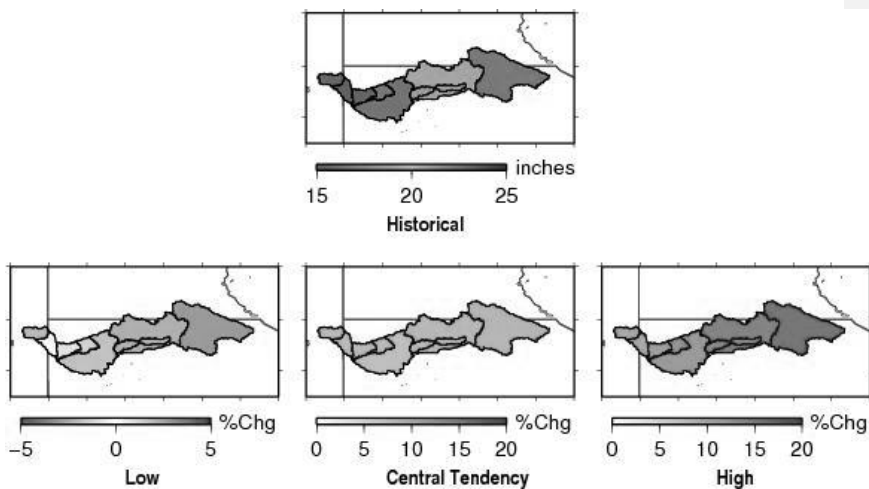 inches
15 20 25
Historical
%Chg
−5 0 5
Low
%Chg
0 5 10 15 20
Central Tendency
%Chg
0 5 10 15 20
High